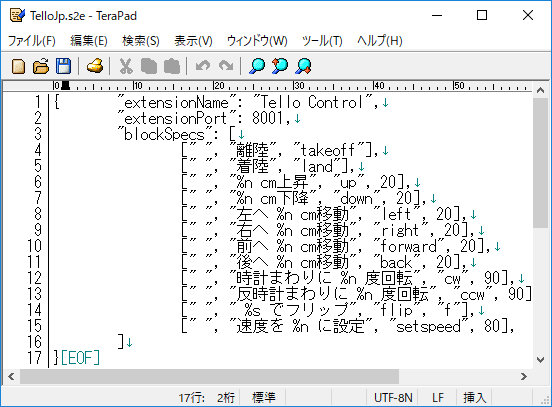 TelloJp.s2e - TeraPad
ファイル(F) 編集(E) 検索(S) 表示(V) ウィンドウ(W) ツール(T) ヘルプ(H)
0 10 20 30 40 50
1 { "extensionName": "Tello Control",↓
2 "extensionPort": 8001,↓
3 "blockSpecs": [↓
4 [" ", "離陸", "takeoff"],↓
5 [" ", "着陸", "land"],↓
6 [" ", "%n cm上昇", "up", 20],↓
7 [" ", "%n cm下降", "down", 20],↓
8 [" ", "左へ %n cm移動", "left", 20],↓
9 [" ", "右へ %n cm移動", "right", 20],↓
10 [" ", "前へ %n cm移動", "forward", 20],↓
11 [" ", "後へ %n cm移動", "back", 20],↓
12 [" ", "時計まわりに %n 度回転", "cw", 90],↓
13 [" ", "反時計まわりに %n 度回転", "ccw", 90]
14 [" ", " %s でフリップ", "flip", "f"],↓
15 [" ", "速度を %n に設定", "setspeed", 80],
16 ]↓
17 }[EOF]
17行: 2桁 標準 UTF-8N LF 挿入